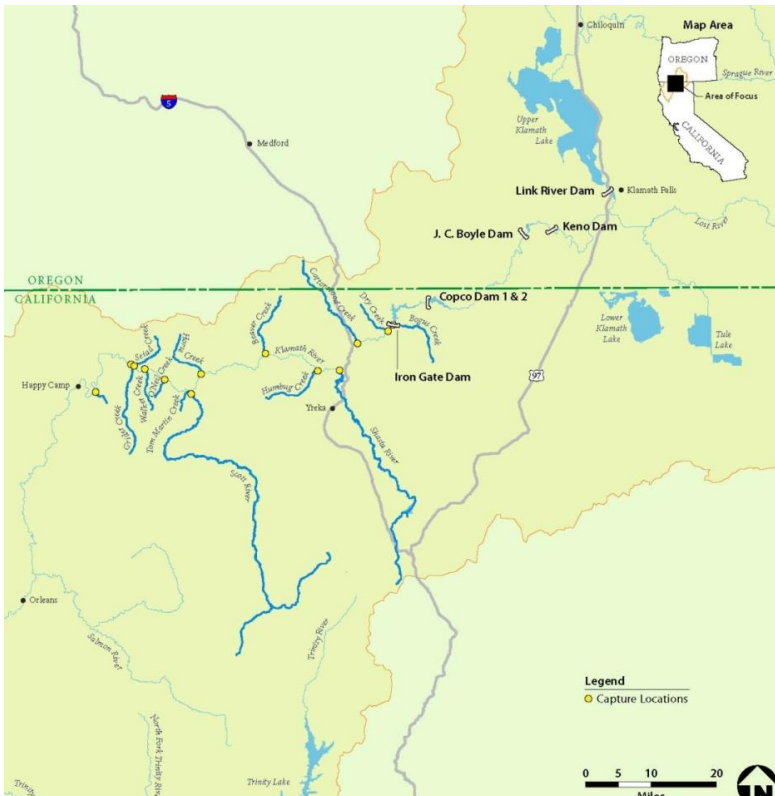 Chiloquin
Map Area
OREGON
Sprague River
Area of Focus
CALIFORNIA
5
Medford
Upper
Klamath
Lake
Link River Dam
Klamath Falls
Lost River
J. C. Boyle Dam
Keno Dam
OREGON
CALIFORNIA
Cottonwood Creek
Dry Creek
Copco Dam 1 & 2
Bogus Creek
Beaver Creek
Lower
Klamath
Lake
Tule
Lake
Seiad Creek
Horse
Creek
Klamath River
Iron Gate Dam
Happy Camp
Grider Creek
Walker
Creek
O'Neil Creek
Tom Martin Creek
Humbug Creek
97
Yreka
Shasta River
Scott River
Orleans
Salmon River
Trinity River
Legend
Capture Locations
North Fork Trinity River
Trinity Lake
Trinity
0 5 10 20
Miles
N